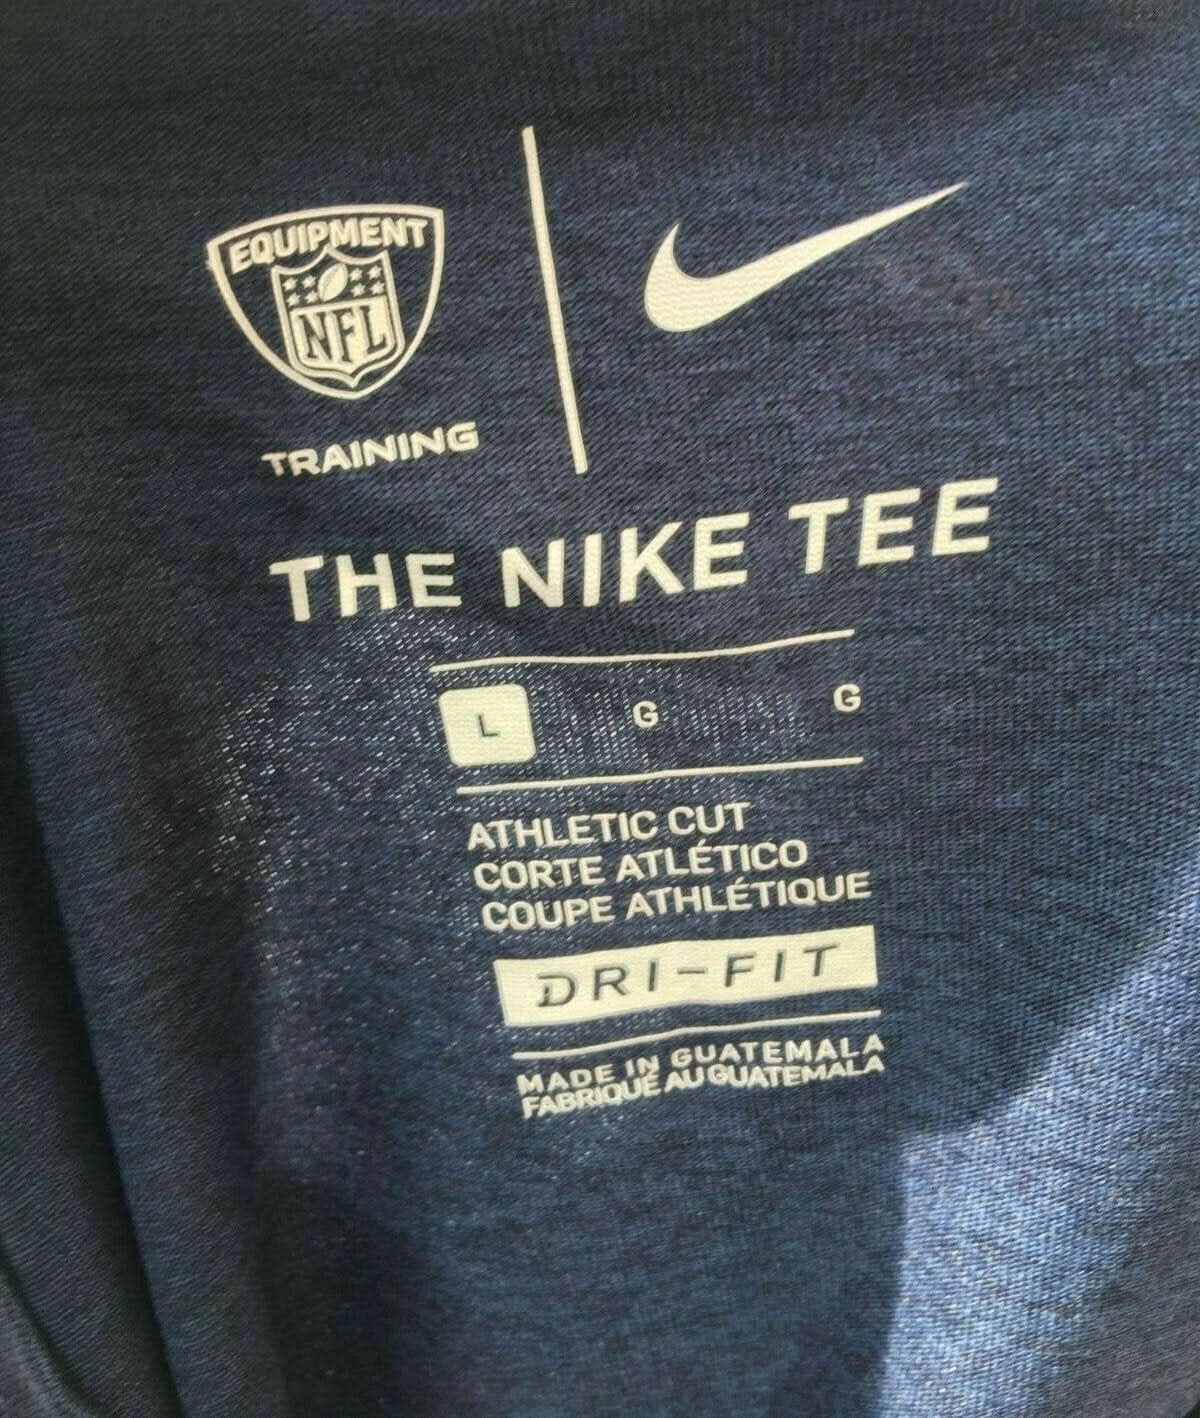 EQUIPMENT
NFL
TRAINING
THE NIKE TEE
L G G
ATHLETIC CUT
CORTE ATLÉTICO
COUPE ATHLÉTIQUE
DRI-FIT
MADE IN GUATEMALA
FABRIQUÉ AU GUATEMALA